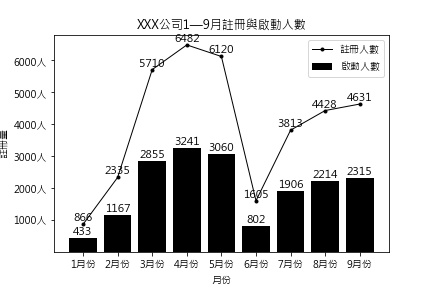 XXX公司1—9月註冊與啟動人數
註冊人數
啟動人數
註冊量
6000人
5000人
4000人
3000人
2000人
1000人
866
2335
5710
6482
6120
1605
3813
4428
4631
433
1167
2855
3241
3060
802
1906
2214
2315
1月份
2月份
3月份
4月份
5月份
6月份
7月份
8月份
9月份
月份